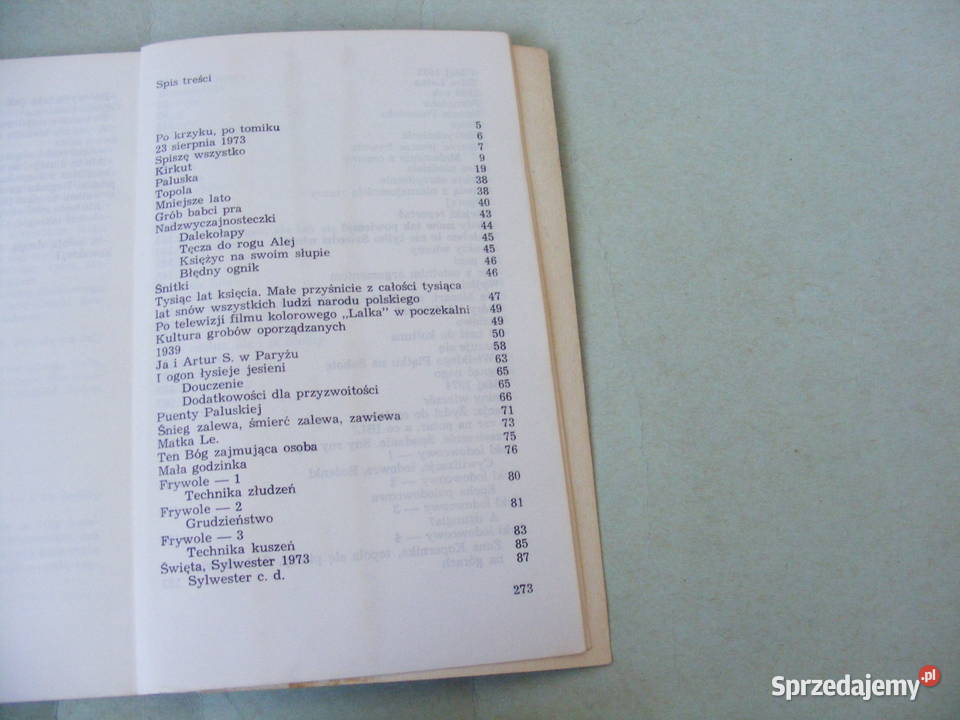 Spis treści
Po krzyku, po tomiku 5
23 sierpnia 1973 6
Spiszę wszystko 7
Kirkut 9
Paluska 19
Topola 38
Mniejsze lato 38
Grób babci pra 40
Nadzwyczajnosteczki 43
Dalekołapy 44
Tęcza do rogu Alej 45
Księżyc na swoim słupie 45
Błędny ognik 46
Śnitki 46
Tysiąc lat księcia. Małe przyśnicie z całości tysiąca
lat snów wszystkich ludzi narodu polskiego 47
Po telewizji filmu kolorowego „Lalka” w poczekalni 49
Kultura grobów oporządzanych 49
1939 50
Ja i Artur S. w Paryżu 58
I ogon łysieje jesieni 63
Douczenie 65
Dodatkowości dla przyzwoitości 65
Puenty Paluskiej 66
Śnieg zalewa, śmierć zalewa, zawiewa 71
Matka Le. 73
Ten Bóg zajmująca osoba 75
Mała godzinka 76
Frywole — 1
Technika złudzeń 80
Frywole — 2
Grudzieństwo 81
Frywole — 3
Technika kuszeń 83
Święta, Sylwester 1973 85
Sylwester c. d. 87
273
Sprzedajemy.pl